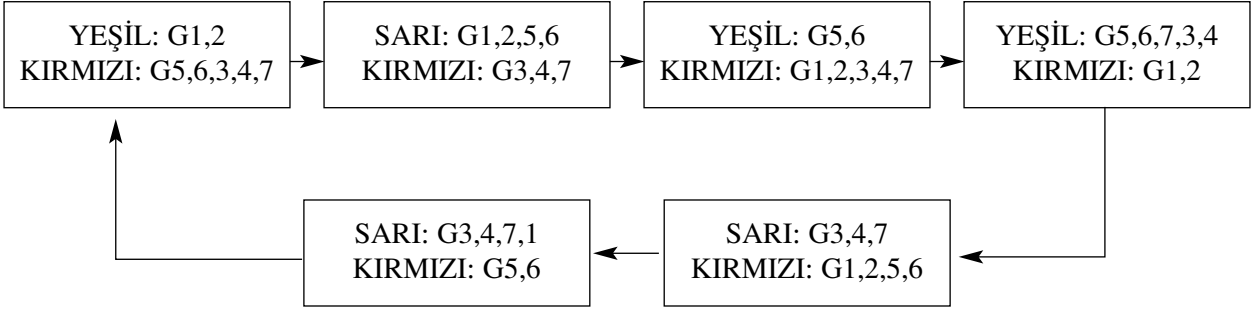 YEŞİL: G1,2
KIRMIZI: G5,6,3,4,7
SARI: G1,2,5,6
KIRMIZI: G3,4,7
YEŞİL: G5,6
KIRMIZI: G1,2,3,4,7
YEŞİL: G5,6,7,3,4
KIRMIZI: G1,2
SARI: G3,4,7,1
KIRMIZI: G5,6
SARI: G3,4,7
KIRMIZI: G1,2,5,6